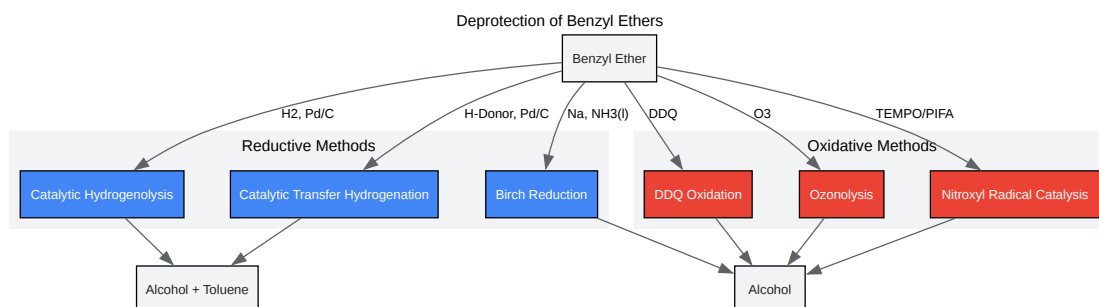 Deprotection of Benzyl Ethers
Benzyl Ether
H2, Pd/C
H-Donor, Pd/C
Na, NH3(l)
DDQ
O3
TEMPO/PIFA
Reductive Methods
Oxidative Methods
Catalytic Hydrogenolysis
Catalytic Transfer Hydrogenation
Birch Reduction
DDQ Oxidation
Ozonolysis
Nitroxyl Radical Catalysis
Alcohol + Toluene
Alcohol